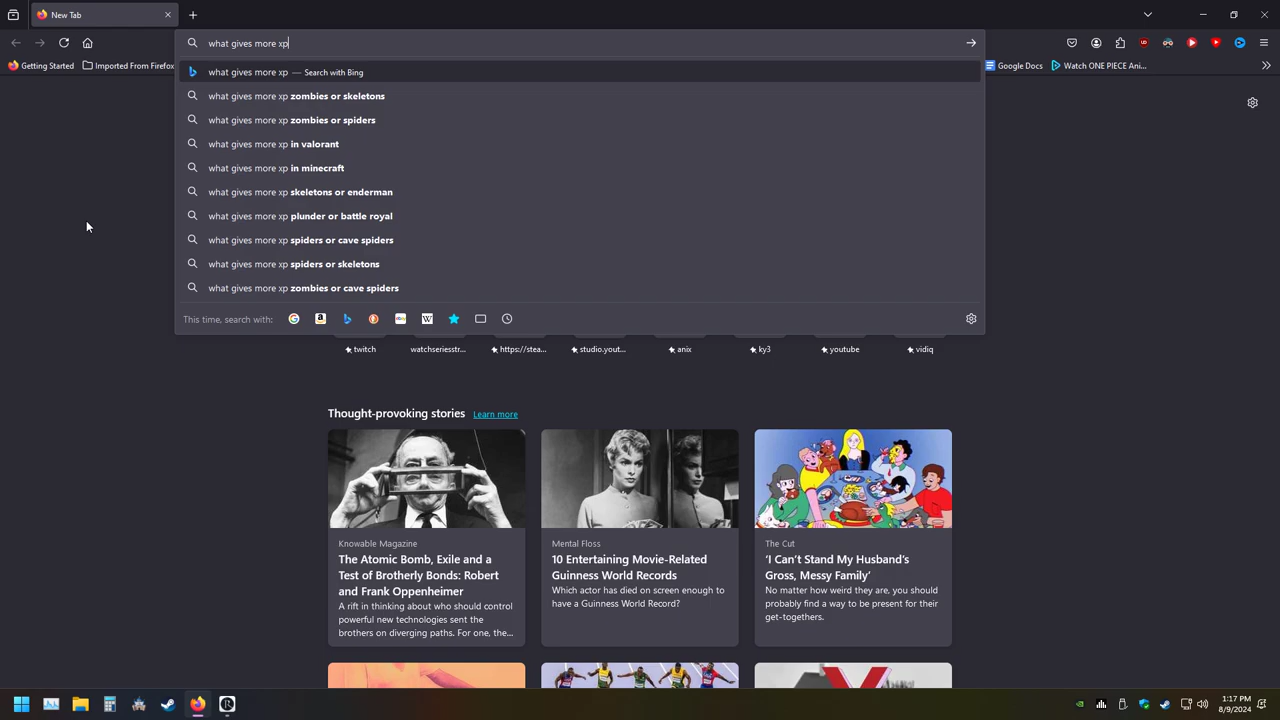 New Tab
what gives more xp
Getting Started
Imported From Firefox
Google Docs
Watch ONE PIECE Ani...
what gives more xp — Search with Bing
what gives more xp zombies or skeletons
what gives more xp zombies or spiders
what gives more xp in valorant
what gives more xp in minecraft
what gives more xp skeletons or enderman
what gives more xp plunder or battle royal
what gives more xp spiders or cave spiders
what gives more xp spiders or skeletons
what gives more xp zombies or cave spiders
This time, search with:
twitch
watchseriesstr...
https://stea...
studio.yout...
anix
ky3
youtube
vidiq
Thought-provoking stories Learn more
Knowable Magazine
The Atomic Bomb, Exile and a
Test of Brotherly Bonds: Robert
and Frank Oppenheimer
A rift in thinking about who should control
powerful new technologies sent the
brothers on diverging paths. For one, the...
Mental Floss
10 Entertaining Movie-Related
Guinness World Records
Which actor has died on screen enough to
have a Guinness World Record?
The Cut
‘I Can’t Stand My Husband’s
Gross, Messy Family’
No matter how weird they are, you should
probably find a way to be present for their
get-togethers.
1:17 PM
8/9/2024